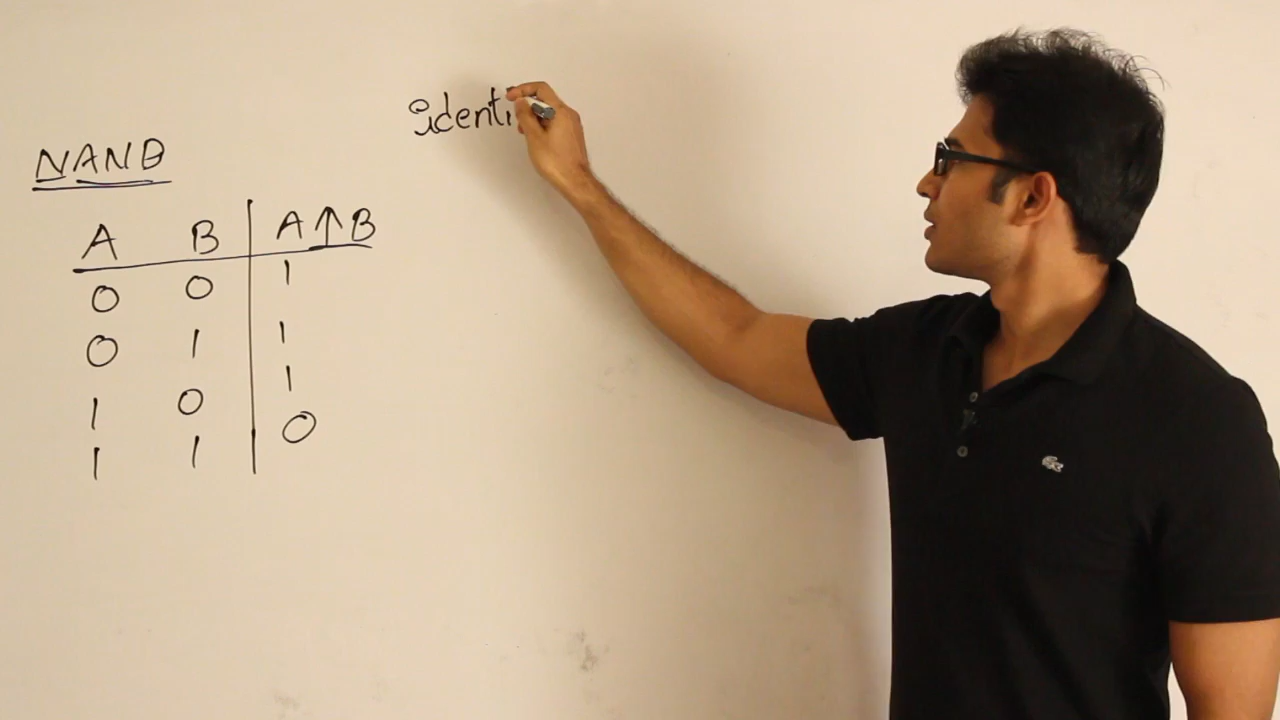 identi
NAND
A B A↑B
0 0 1
0 1 1
1 0 1
1 1 0